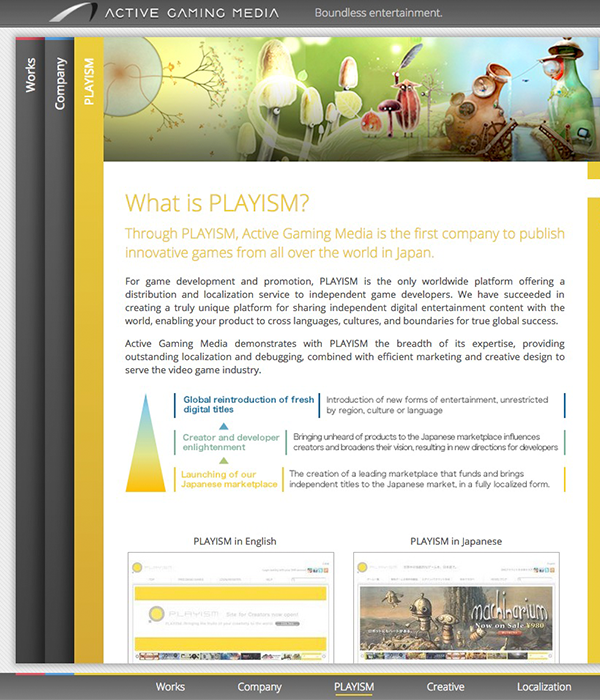 ACTIVE GAMING MEDIA
Boundless entertainment.
Works
Company
PLAYISM
What is PLAYISM?
Through PLAYISM, Active Gaming Media is the first company to publish
innovative games from all over the world in Japan.
For game development and promotion, PLAYISM is the only worldwide platform offering a
distribution and localization service to independent game developers. We have succeeded in
creating a truly unique platform for sharing independent digital entertainment content with the
world, enabling your product to cross languages, cultures, and boundaries for true global success.
Active Gaming Media demonstrates with PLAYISM the breadth of its expertise, providing
outstanding localization and debugging, combined with efficient marketing and creative design to
serve the video game industry.
Global reintroduction of fresh
digital titles
Introduction of new forms of entertainment, unrestricted
by region, culture or language
Creator and developer
enlightenment
Bringing unheard of products to the Japanese marketplace influences
creators and broadens their vision, resulting in new directions for developers
Launching of our
Japanese marketplace
The creation of a leading marketplace that funds and brings
independent titles to the Japanese market, in a fully localized form.
PLAYISM in English
PLAYISM in Japanese
PLAYISM
PLAYISM
PLAYISM
Site for Creators now open!
machinarium
Now on Sale ¥980
Works
Company
PLAYISM
Creative
Localization